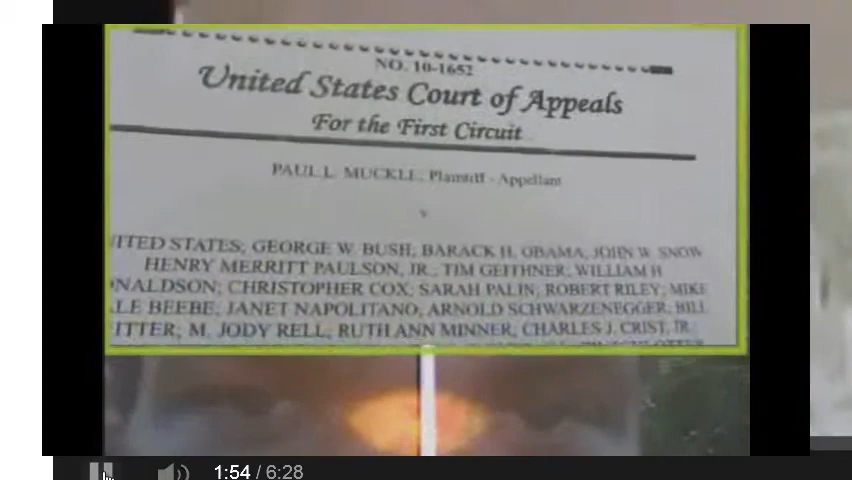 NO. 10-1652
United States Court of Appeals
For the First Circuit
PAUL L. MUCKLE, Plaintiff - Appellant
v
ITED STATES; GEORGE W. BUSH; BARACK H. OBAMA; JOHN W. SNOW
HENRY MERRITT PAULSON, JR.; TIM GEITHNER; WILLIAM H
NALDSON; CHRISTOPHER COX; SARAH PALIN; ROBERT RILEY; MIKE
LE BEEBE; JANET NAPOLITANO; ARNOLD SCHWARZENEGGER; BILL
ITTER; M. JODY RELL; RUTH ANN MINNER; CHARLES J. CRIST, JR.
1:54 / 6:28